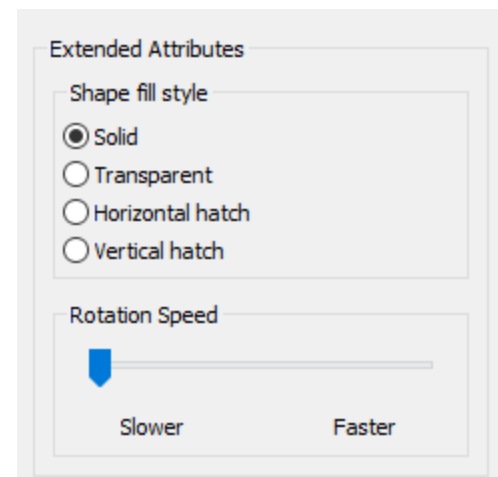 Extended Attributes
Shape fill style
Solid
Transparent
Horizontal hatch
Vertical hatch
Rotation Speed
Slower Faster